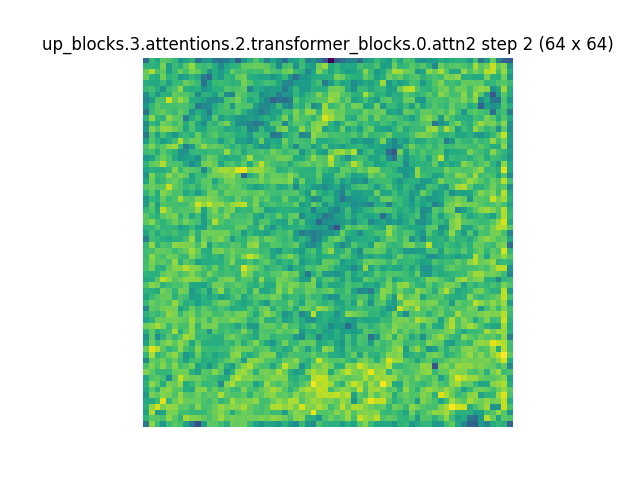 up_blocks.3.attentions.2.transformer_blocks.0.attn2 step 2 (64 x 64)